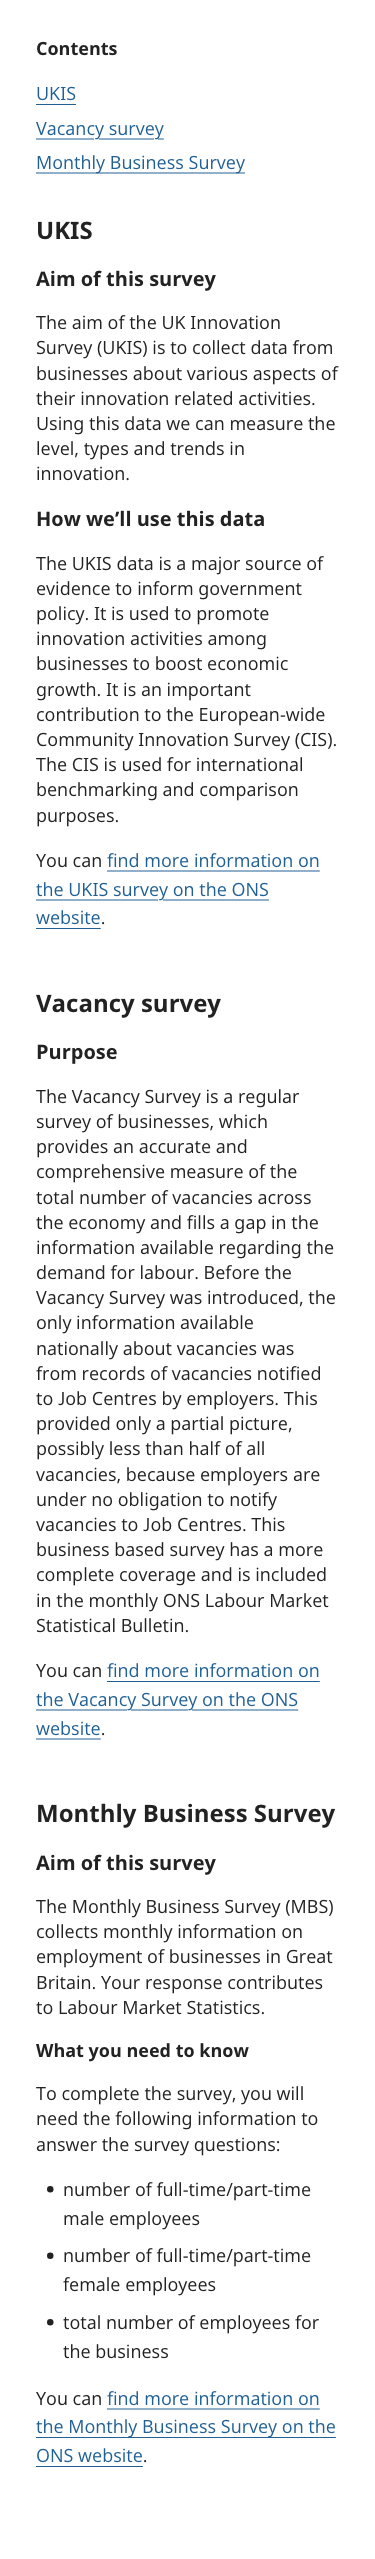 Contents
UKIS
Vacancy survey
Monthly Business Survey
UKIS
Aim of this survey
The aim of the UK Innovation
Survey (UKIS) is to collect data from
businesses about various aspects of
their innovation related activities.
Using this data we can measure the
level, types and trends in
innovation.
How we’ll use this data
The UKIS data is a major source of
evidence to inform government
policy. It is used to promote
innovation activities among
businesses to boost economic
growth. It is an important
contribution to the European-wide
Community Innovation Survey (CIS).
The CIS is used for international
benchmarking and comparison
purposes.
You can find more information on
the UKIS survey on the ONS
website.
Vacancy survey
Purpose
The Vacancy Survey is a regular
survey of businesses, which
provides an accurate and
comprehensive measure of the
total number of vacancies across
the economy and fills a gap in the
information available regarding the
demand for labour. Before the
Vacancy Survey was introduced, the
only information available
nationally about vacancies was
from records of vacancies notified
to Job Centres by employers. This
provided only a partial picture,
possibly less than half of all
vacancies, because employers are
under no obligation to notify
vacancies to Job Centres. This
business based survey has a more
complete coverage and is included
in the monthly ONS Labour Market
Statistical Bulletin.
You can find more information on
the Vacancy Survey on the ONS
website.
Monthly Business Survey
Aim of this survey
The Monthly Business Survey (MBS)
collects monthly information on
employment of businesses in Great
Britain. Your response contributes
to Labour Market Statistics.
What you need to know
To complete the survey, you will
need the following information to
answer the survey questions:
• number of full-time/part-time
male employees
• number of full-time/part-time
female employees
• total number of employees for
the business
You can find more information on
the Monthly Business Survey on the
ONS website.